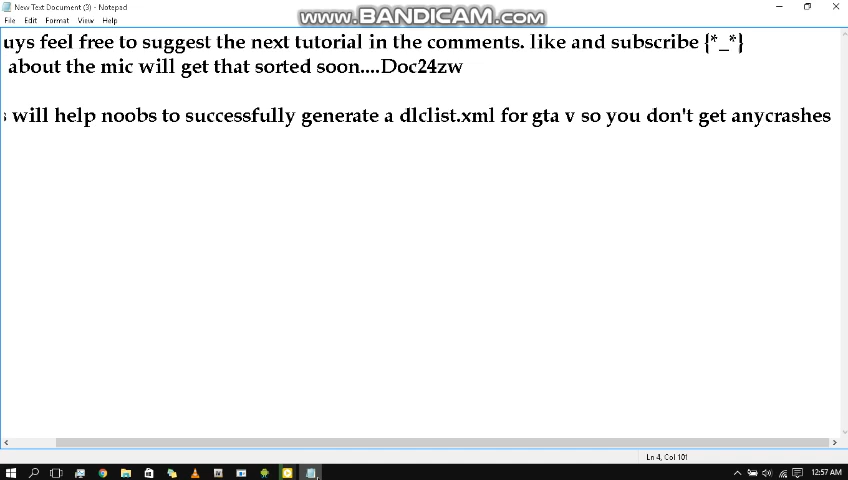 www.BANDICAM.com
New Text Document (3) - Notepad
File Edit Format View Help
uys feel free to suggest the next tutorial in the comments. like and subscribe {*_*}
about the mic will get that sorted soon....Doc24zw
s will help noobs to successfully generate a dlclist.xml for gta v so you don't get anycrashes
Ln 4, Col 101
12:57 AM